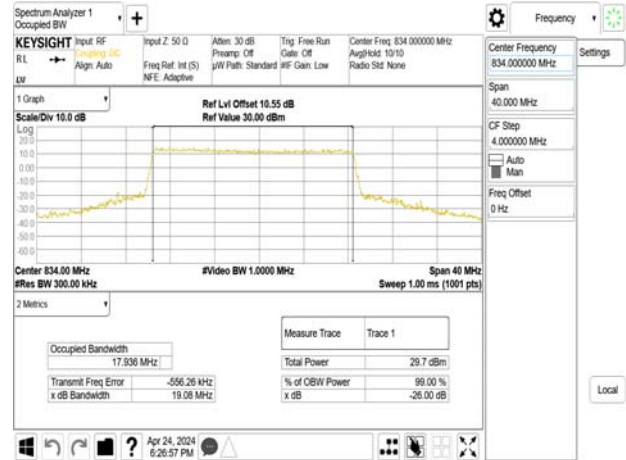 Spectrum Analyzer 1
Occupied BW
+
Frequency
KEYSIGHT
RL
Input: RF
Coupling: DC
Align: Auto
Input Z: 50 Ω
Freq Ref: Int (S)
NFE: Adaptive
Atten: 30 dB
Preamp: Off
µW Path: Standard
Trig: Free Run
Gate: Off
#IF Gain: Low
Center Freq: 834.000000 MHz
Avg|Hold: 10/10
Radio Std: None
Center Frequency
834.000000 MHz
Settings
Span
40.000 MHz
CF Step
4.000000 MHz
Auto
Man
Freq Offset
0 Hz
Local
1 Graph
Scale/Div 10.0 dB
Ref Lvl Offset 10.55 dB
Ref Value 30.00 dBm
Log
20.0
10.0
0.00
-10.0
-20.0
-30.0
-40.0
-50.0
-60.0
Center 834.00 MHz
#Video BW 1.0000 MHz
Span 40 MHz
#Res BW 300.00 kHz
Sweep 1.00 ms (1001 pts)
2 Metrics
Measure Trace
Trace 1
Occupied Bandwidth
17.936 MHz
Total Power
29.7 dBm
Transmit Freq Error
-556.26 kHz
% of OBW Power
99.00 %
x dB Bandwidth
19.08 MHz
x dB
-26.00 dB
?
Apr 24, 2024
6:26:57 PM